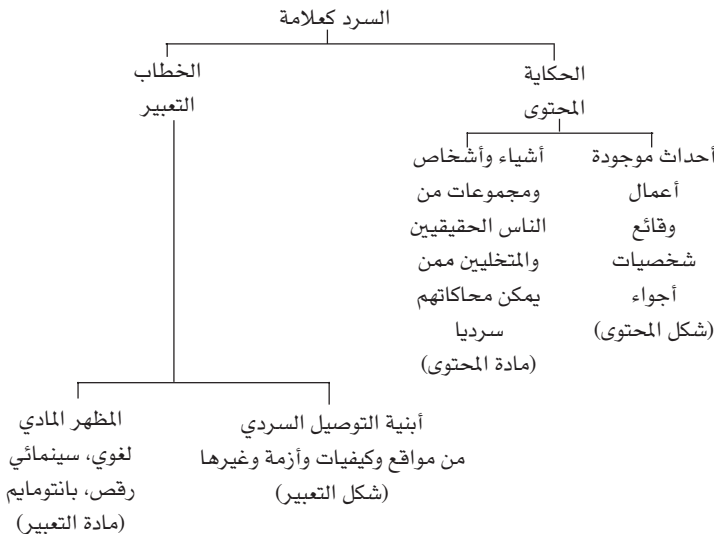 السرد كعلامة
الحكاية
المحتوى
أحداث موجودة
أعمال
وقائع
شخصيات
أجواء
(شكل المحتوى)
أشياء وأشخاص
ومجموعات من
الناس الحقيقيين
والمتخليين ممن
يمكن محاكاتهم
سرديا
(مادة المحتوى)
الخطاب
التعبير
أبنية التوصيل السردي
من مواقع وكيفيات وأزمة وغيرها
(شكل التعبير)
المظهر المادي
لغوي، سينمائي
رقص، بانتومايم
(مادة التعبير)